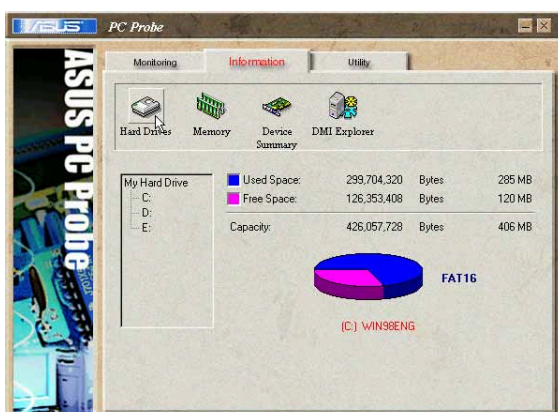 ASUS PC Probe
Monitoring Information Utility
Hard Drives Memory Device Summary DMI Explorer
My Hard Drive
C:
D:
E:
Used Space: 299,704,320 Bytes 285 MB
Free Space: 126,353,408 Bytes 120 MB
Capacity: 426,057,728 Bytes 406 MB
FAT16
(C:) WIN98ENG
ASUS PC Probe